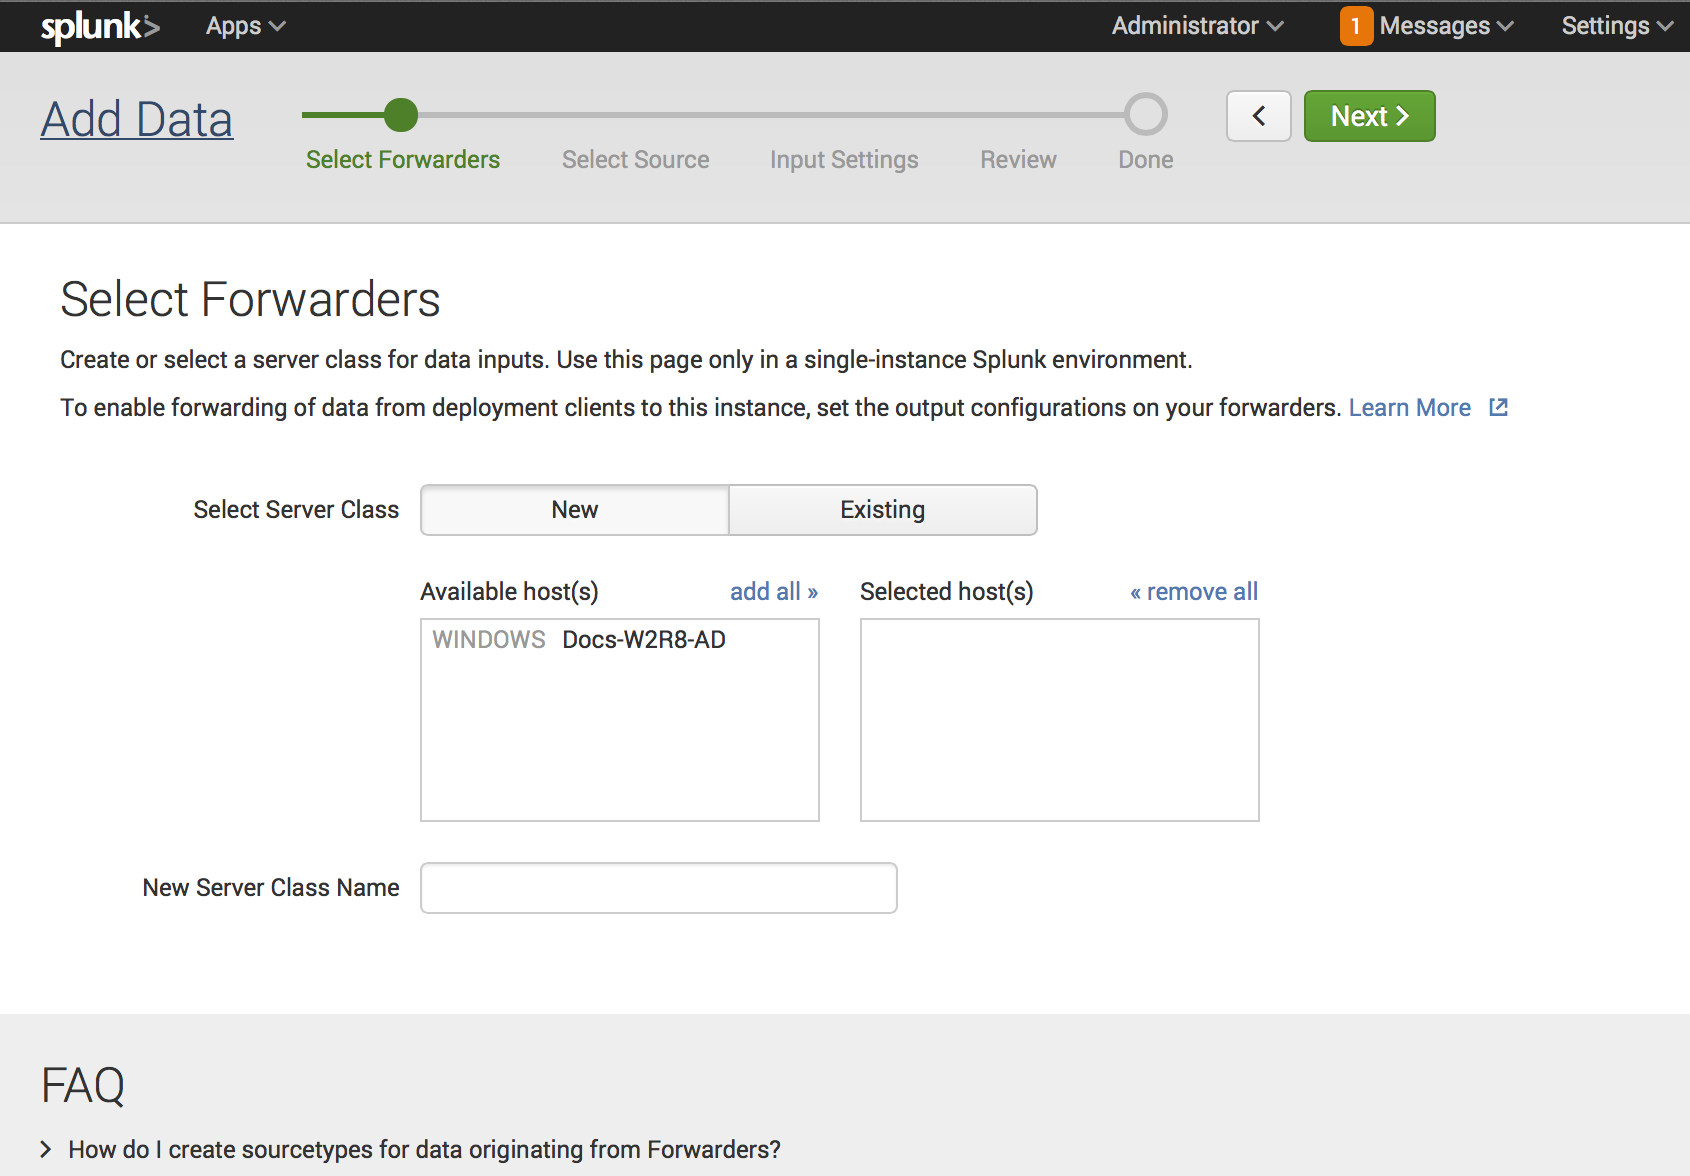 splunk> Apps Administrator 1 Messages Settings
Add Data
Next
Select Forwarders Select Source Input Settings Review Done
Select Forwarders
Create or select a server class for data inputs. Use this page only in a single-instance Splunk environment.
To enable forwarding of data from deployment clients to this instance, set the output configurations on your forwarders. Learn More
Select Server Class New Existing
Available host(s) add all » Selected host(s) « remove all
WINDOWS Docs-W2R8-AD
New Server Class Name
FAQ
How do I create sourcetypes for data originating from Forwarders?